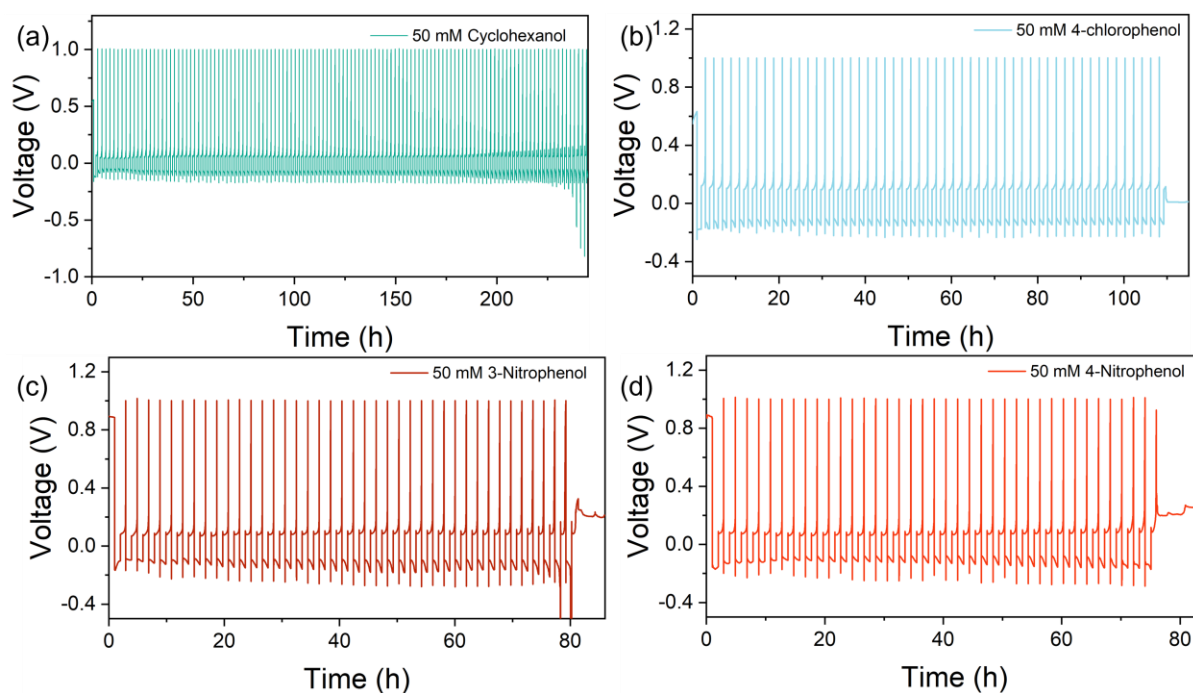 (a)
50 mM Cyclohexanol
Voltage (V)
1.0
0.5
0.0
-0.5
-1.0
0 50 100 150 200
Time (h)
(b)
50 mM 4-chlorophenol
Voltage (V)
1.2
0.8
0.4
0.0
-0.4
0 20 40 60 80 100
Time (h)
(c)
50 mM 3-Nitrophenol
Voltage (V)
1.2
0.8
0.4
0.0
-0.4
0 20 40 60 80
Time (h)
(d)
50 mM 4-Nitrophenol
Voltage (V)
1.2
0.8
0.4
0.0
-0.4
0 20 40 60 80
Time (h)